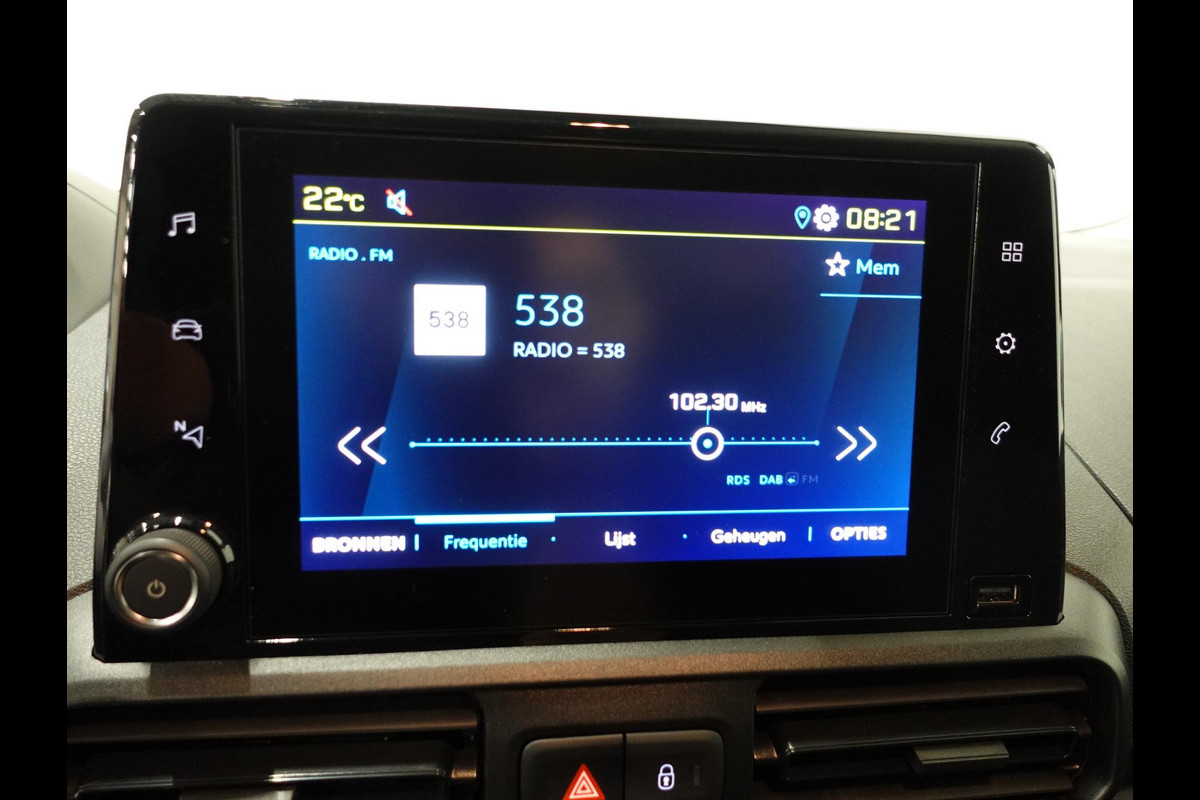 22°C 08:21
RADIO . FM
Mem
538
538
RADIO = 538
102.30 MHz
RDS DAB FM
BRONNEN Frequentie Lijst Geheugen OPTIES
N